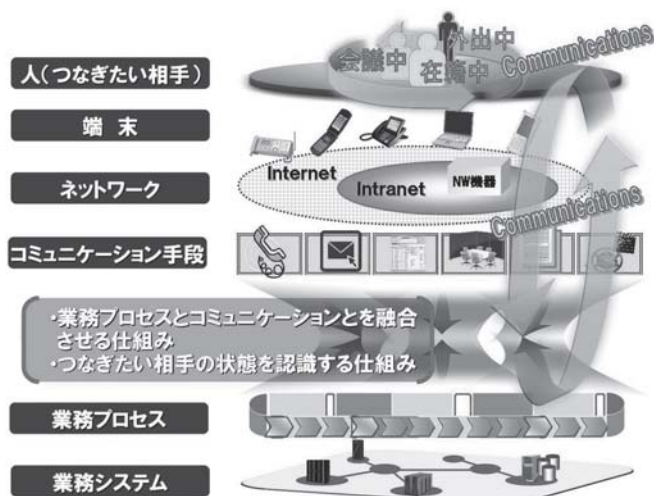 外出中
会議中
在籍中
Communications
人(つなぎたい相手)
端 末
Internet
Intranet
NW機器
ネットワーク
Communications
コミュニケーション手段
・業務プロセスとコミュニケーションとを融合
させる仕組み
・つなぎたい相手の状態を認識する仕組み
業務プロセス
業務システム